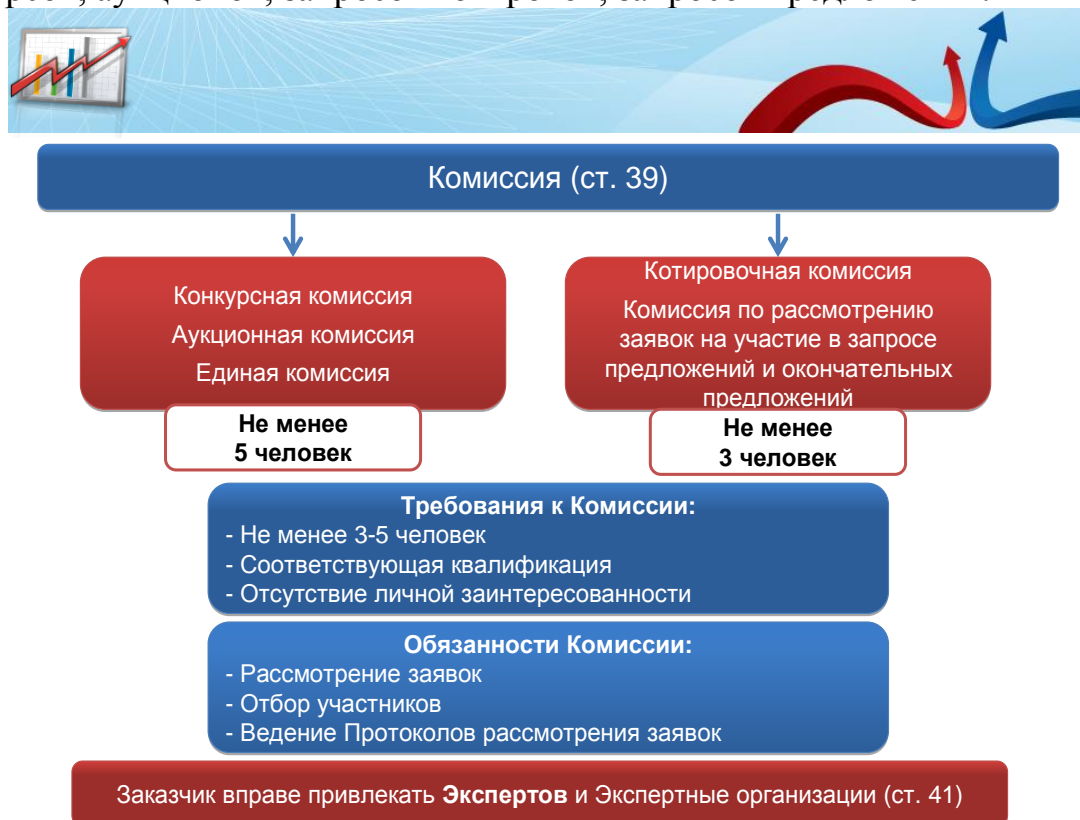 Комиссия (ст. 39)
Конкурсная комиссия
Аукционная комиссия
Единая комиссия
Не менее
5 человек
Котировочная комиссия
Комиссия по рассмотрению
заявок на участие в запросе
предложений и окончательных
предложений
Не менее
3 человек
Требования к Комиссии:
- Не менее 3-5 человек
- Соответствующая квалификация
- Отсутствие личной заинтересованности
Обязанности Комиссии:
- Рассмотрение заявок
- Отбор участников
- Ведение Протоколов рассмотрения заявок
Заказчик вправе привлекать Экспертов и Экспертные организации (ст. 41)